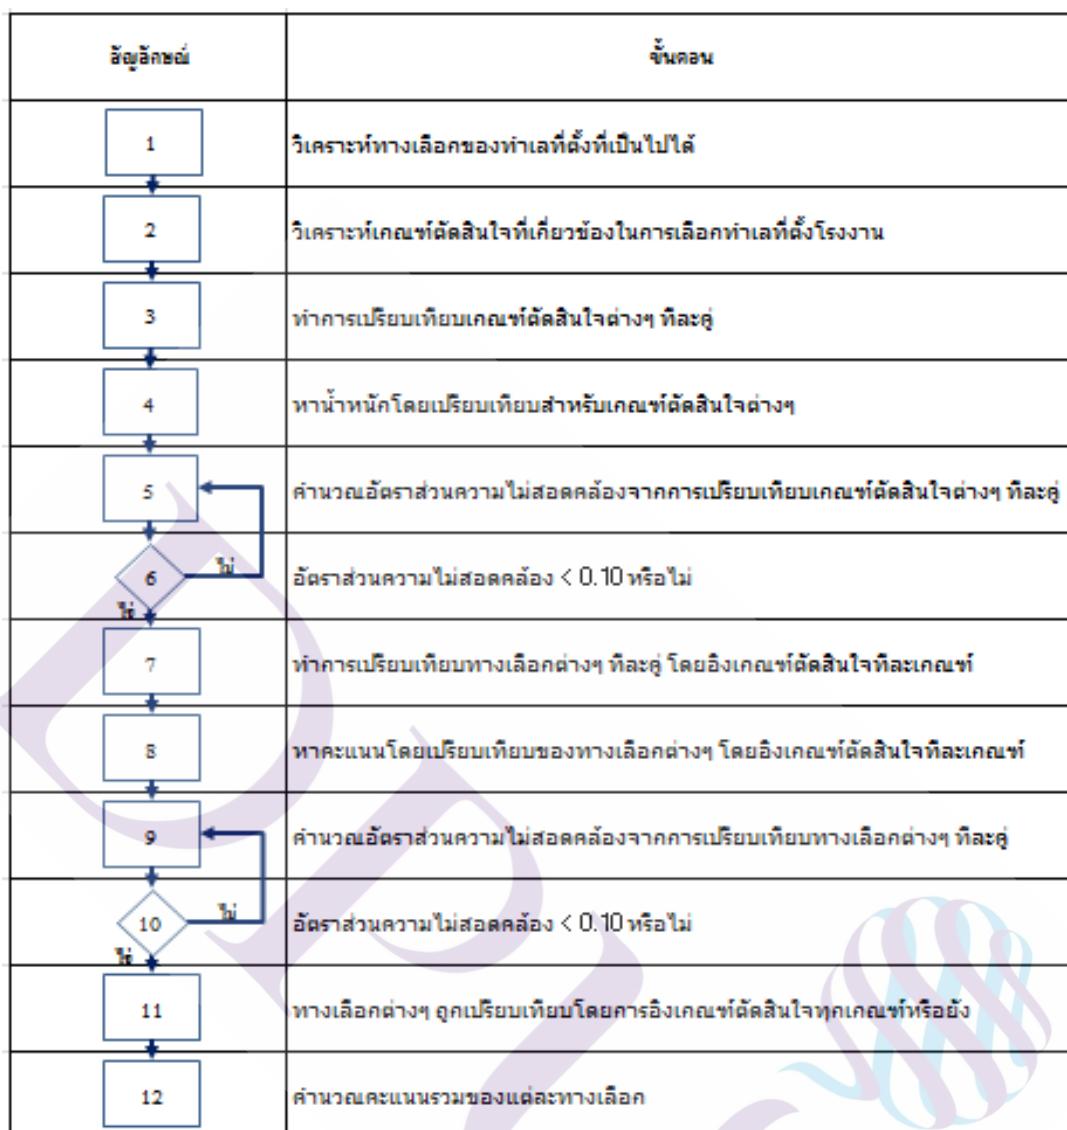 สัญลักษณ์ ขั้นตอน
1 วิเคราะห์ทางเลือกของทำเลที่ตั้งที่เป็นไปได้
2 วิเคราะห์เกณฑ์ตัดสินใจที่เกี่ยวข้องในการเลือกทำเลที่ตั้งโรงงาน
3 ทำการเปรียบเทียบเกณฑ์ตัดสินใจต่างๆ ทีละคู่
4 หาน้ำหนักโดยเปรียบเทียบสำหรับเกณฑ์ตัดสินใจต่างๆ
5 คำนวณอัตราส่วนความไม่สอดคล้องจากการเปรียบเทียบเกณฑ์ตัดสินใจต่างๆ ทีละคู่
6 ไม่ อัตราส่วนความไม่สอดคล้อง < 0.10 หรือไม่
ใช่
7 ทำการเปรียบเทียบทางเลือกต่างๆ ทีละคู่ โดยอิงเกณฑ์ตัดสินใจทีละเกณฑ์
8 หาคะแนนโดยเปรียบเทียบของทางเลือกต่างๆ โดยอิงเกณฑ์ตัดสินใจทีละเกณฑ์
9 คำนวณอัตราส่วนความไม่สอดคล้องจากการเปรียบเทียบทางเลือกต่างๆ ทีละคู่
10 ไม่ อัตราส่วนความไม่สอดคล้อง < 0.10 หรือไม่
ใช่
11 ทางเลือกต่างๆ ถูกเปรียบเทียบโดยการอิงเกณฑ์ตัดสินใจทุกเกณฑ์หรือยัง
12 คำนวณคะแนนรวมของแต่ละทางเลือก